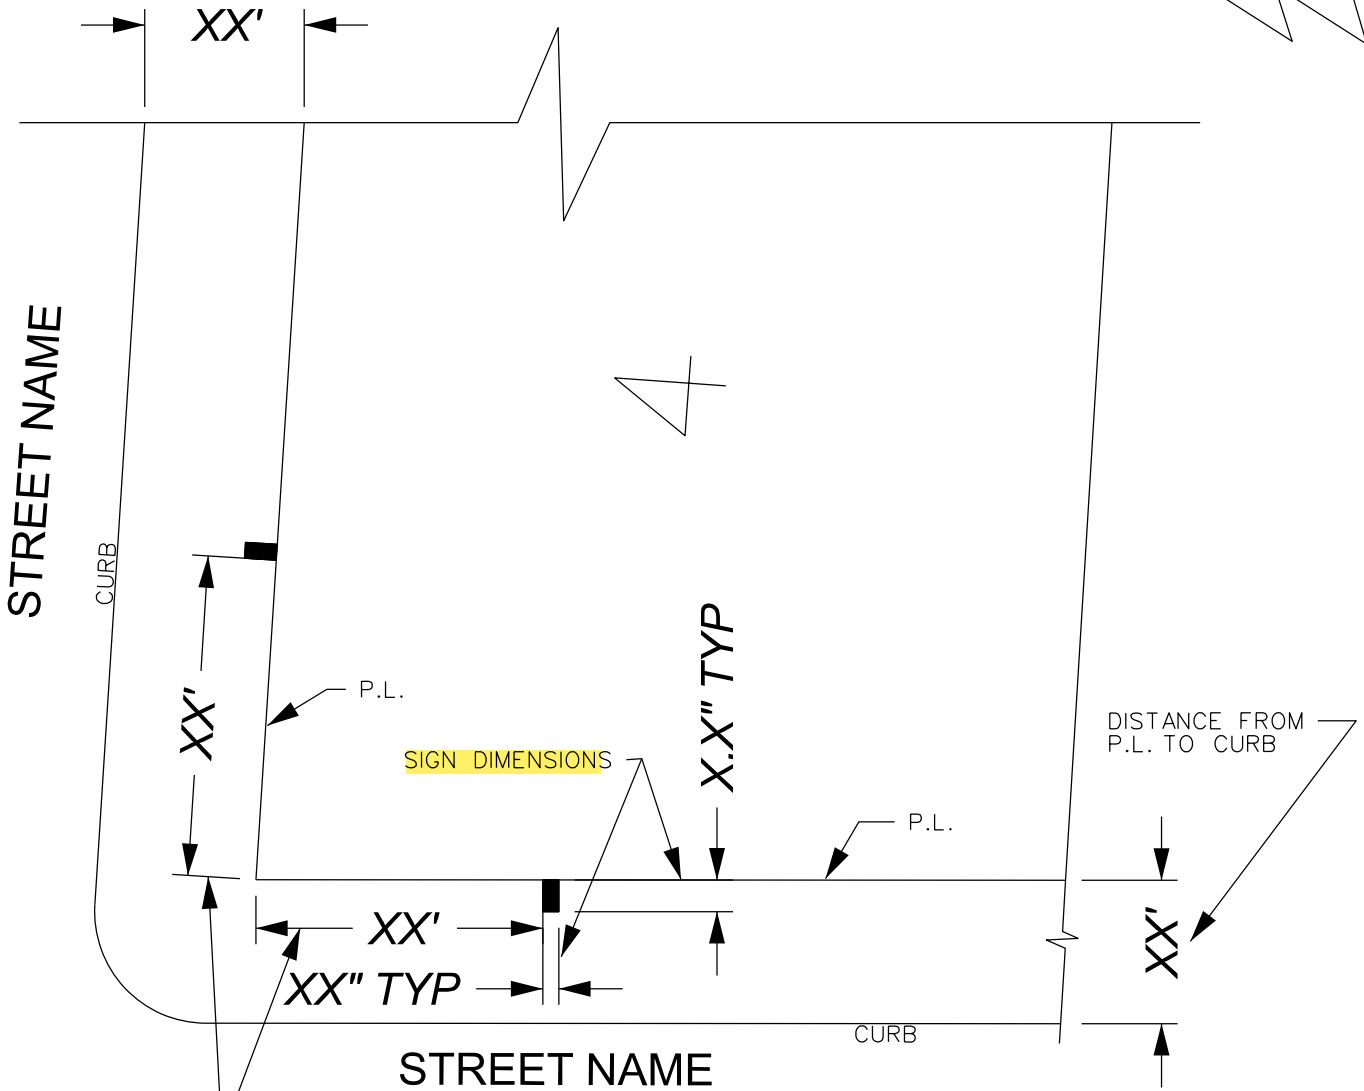 XX'
STREET NAME
CURB
XX'
P.L.
X.X" TYP
SIGN DIMENSIONS
DISTANCE FROM
P.L. TO CURB
P.L.
XX'
XX'
XX" TYP
CURB
STREET NAME